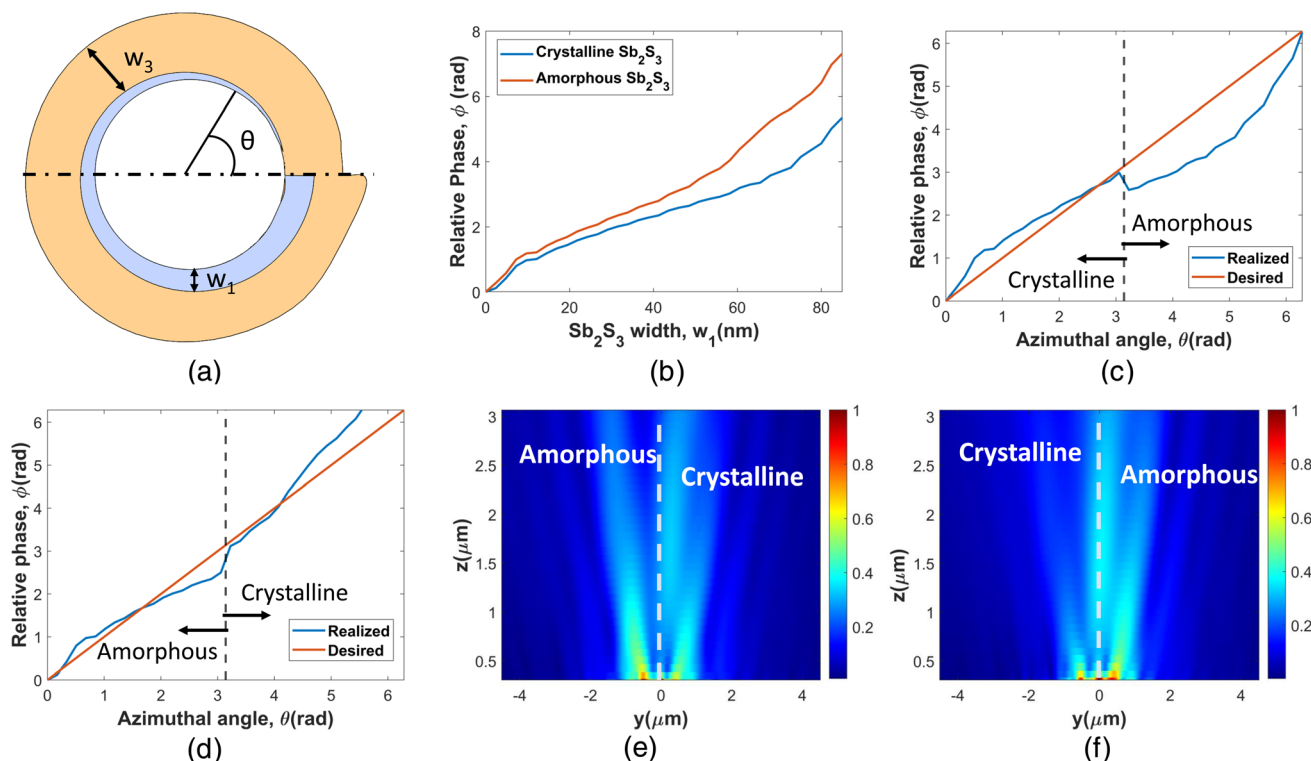 w3
θ
w1
(a)
Relative Phase, ϕ (rad)
8
6
4
2
0
Crystalline Sb2S3
Amorphous Sb2S3
0 20 40 60 80
Sb2S3 width, w1(nm)
(b)
Relative phase, ϕ(rad)
6
5
4
3
2
1
0
Amorphous
Crystalline
Realized
Desired
0 1 2 3 4 5 6
Azimuthal angle, θ(rad)
(c)
Relative phase, ϕ(rad)
6
5
4
3
2
1
0
Crystalline
Amorphous
Realized
Desired
0 1 2 3 4 5 6
Azimuthal angle, θ(rad)
(d)
z(μm)
3
2.5
2
1.5
1
0.5
Amorphous
Crystalline
-4 -2 0 2 4
y(μm)
1
0.8
0.6
0.4
0.2
(e)
z(μm)
3
2.5
2
1.5
1
0.5
Crystalline
Amorphous
-4 -2 0 2 4
y(μm)
1
0.8
0.6
0.4
0.2
(f)